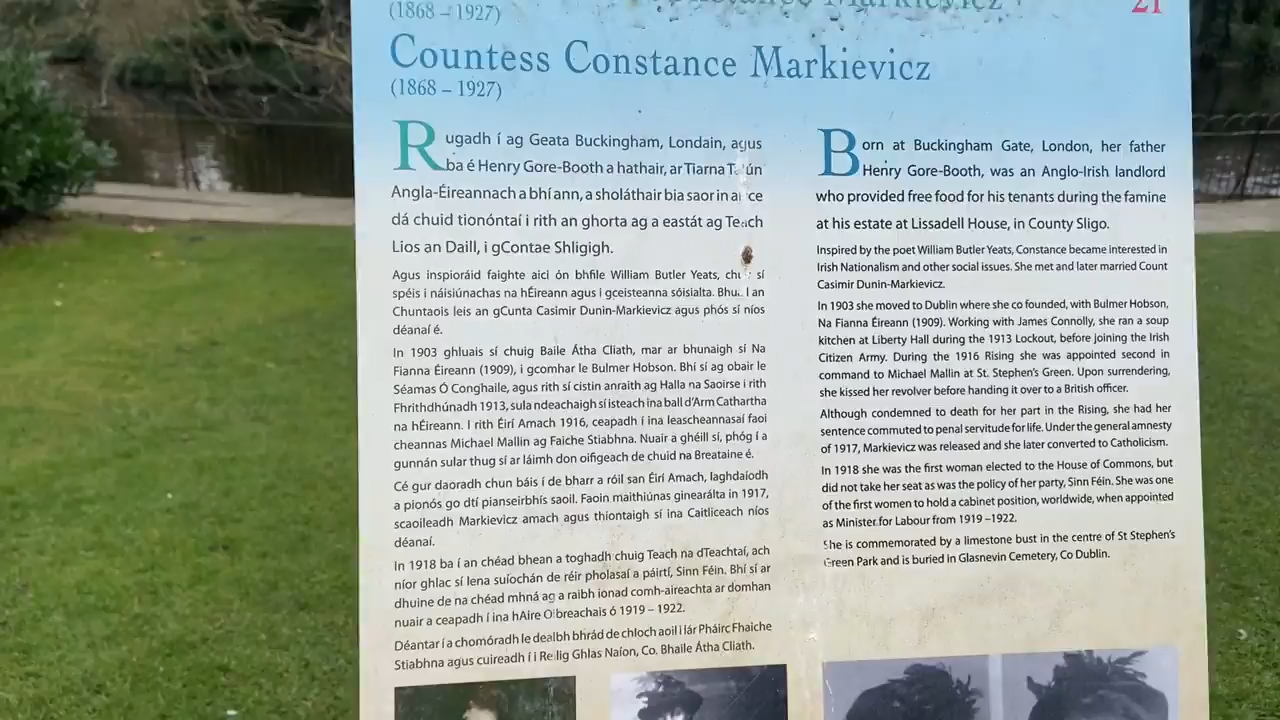 (1868 – 1927)
21
Countess Constance Markievicz
(1868 – 1927)
Rugadh í ag Geata Buckingham, Londain, agus
ba é Henry Gore-Booth a hathair, ar Tiarna
Angla-Éireannach a bhí ann, a sholáthair bia saor in
dá chuid tionóntaí i rith an ghorta ag a eastát ag Teach
Lios an Daill, i gContae Shligigh.
Agus inspioráid faighte aici ón bhfile William Butler Yeats, sí
spéis i náisiúnachas na hÉireann agus i gceisteanna sóisialta. an
Chuntaois leis an gCunta Casimir Dunin-Markievicz agus phós sí níos
déanaí é.
In 1903 ghluais sí chuig Baile Átha Cliath, mar ar bhunaigh sí Na
Fianna Éireann (1909), i gcomhar le Bulmer Hobson. Bhí sí ag obair le
Séamas Ó Conghaile, agus rith sí cistin anraith ag Halla na Saoirse i rith
Fhrithdhúnadh 1913, sula ndeachaigh sí isteach ina ball d'Arm Cathartha
na hÉireann. I rith Éirí Amach 1916, ceapadh í ina leascheannasaí faoi
cheannas Michael Mallin ag Faiche Stiabhna. Nuair a ghéill sí, phóg í a
gunnán sular thug sí ar láimh don oifigeach de chuid na Breataine é.
Cé gur daoradh chun báis í de bharr a róil san Éirí Amach, laghdaíodh
a pionós go dtí pianseirbhís saoil. Faoin maithiúnas ginearálta in 1917,
scaoileadh Markievicz amach agus thiontaigh sí ina Caitliceach níos
déanaí.
In 1918 ba í an chéad bhean a toghadh chuig Teach na dTeachtaí, ach
níor ghlac sí lena suíochán de réir pholasaí a páirtí, Sinn Féin. Bhí sí ar
dhuine de na chéad mhná ag a raibh ionad comh-aireachta ar domhan
nuair a ceapadh í ina hAire Oibreachais ó 1919 – 1922.
Déantar í a chomóradh le dealbh bhrád de chloch aoil i lár Pháirc Fhaiche
Stiabhna agus cuireadh í i Reilig Ghlas Naíon, Co. Bhaile Átha Cliath.
Born at Buckingham Gate, London, her father
Henry Gore-Booth, was an Anglo-Irish landlord
who provided free food for his tenants during the famine
at his estate at Lissadell House, in County Sligo.
Inspired by the poet William Butler Yeats, Constance became interested in
Irish Nationalism and other social issues. She met and later married Count
Casimir Dunin-Markievicz.
In 1903 she moved to Dublin where she co founded, with Bulmer Hobson,
Na Fianna Éireann (1909). Working with James Connolly, she ran a soup
kitchen at Liberty Hall during the 1913 Lockout, before joining the Irish
Citizen Army. During the 1916 Rising she was appointed second in
command to Michael Mallin at St. Stephen's Green. Upon surrendering,
she kissed her revolver before handing it over to a British officer.
Although condemned to death for her part in the Rising, she had her
sentence commuted to penal servitude for life. Under the general amnesty
of 1917, Markievicz was released and she later converted to Catholicism.
In 1918 she was the first woman elected to the House of Commons, but
did not take her seat as was the policy of her party, Sinn Féin. She was one
of the first women to hold a cabinet position, worldwide, when appointed
as Minister for Labour from 1919 –1922.
She is commemorated by a limestone bust in the centre of St Stephen's
Green Park and is buried in Glasnevin Cemetery, Co Dublin.